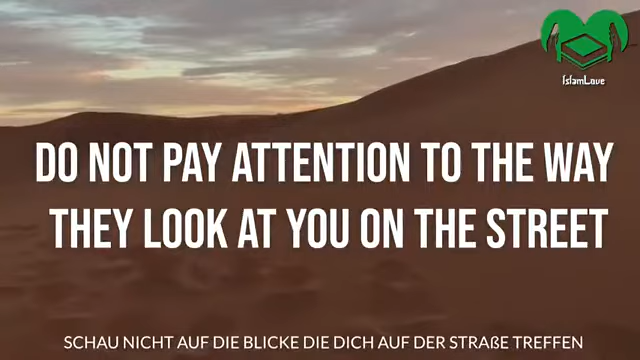 IslamLove
DO NOT PAY ATTENTION TO THE WAY
THEY LOOK AT YOU ON THE STREET
SCHAU NICHT AUF DIE BLICKE DIE DICH AUF DER STRAßE TREFFEN